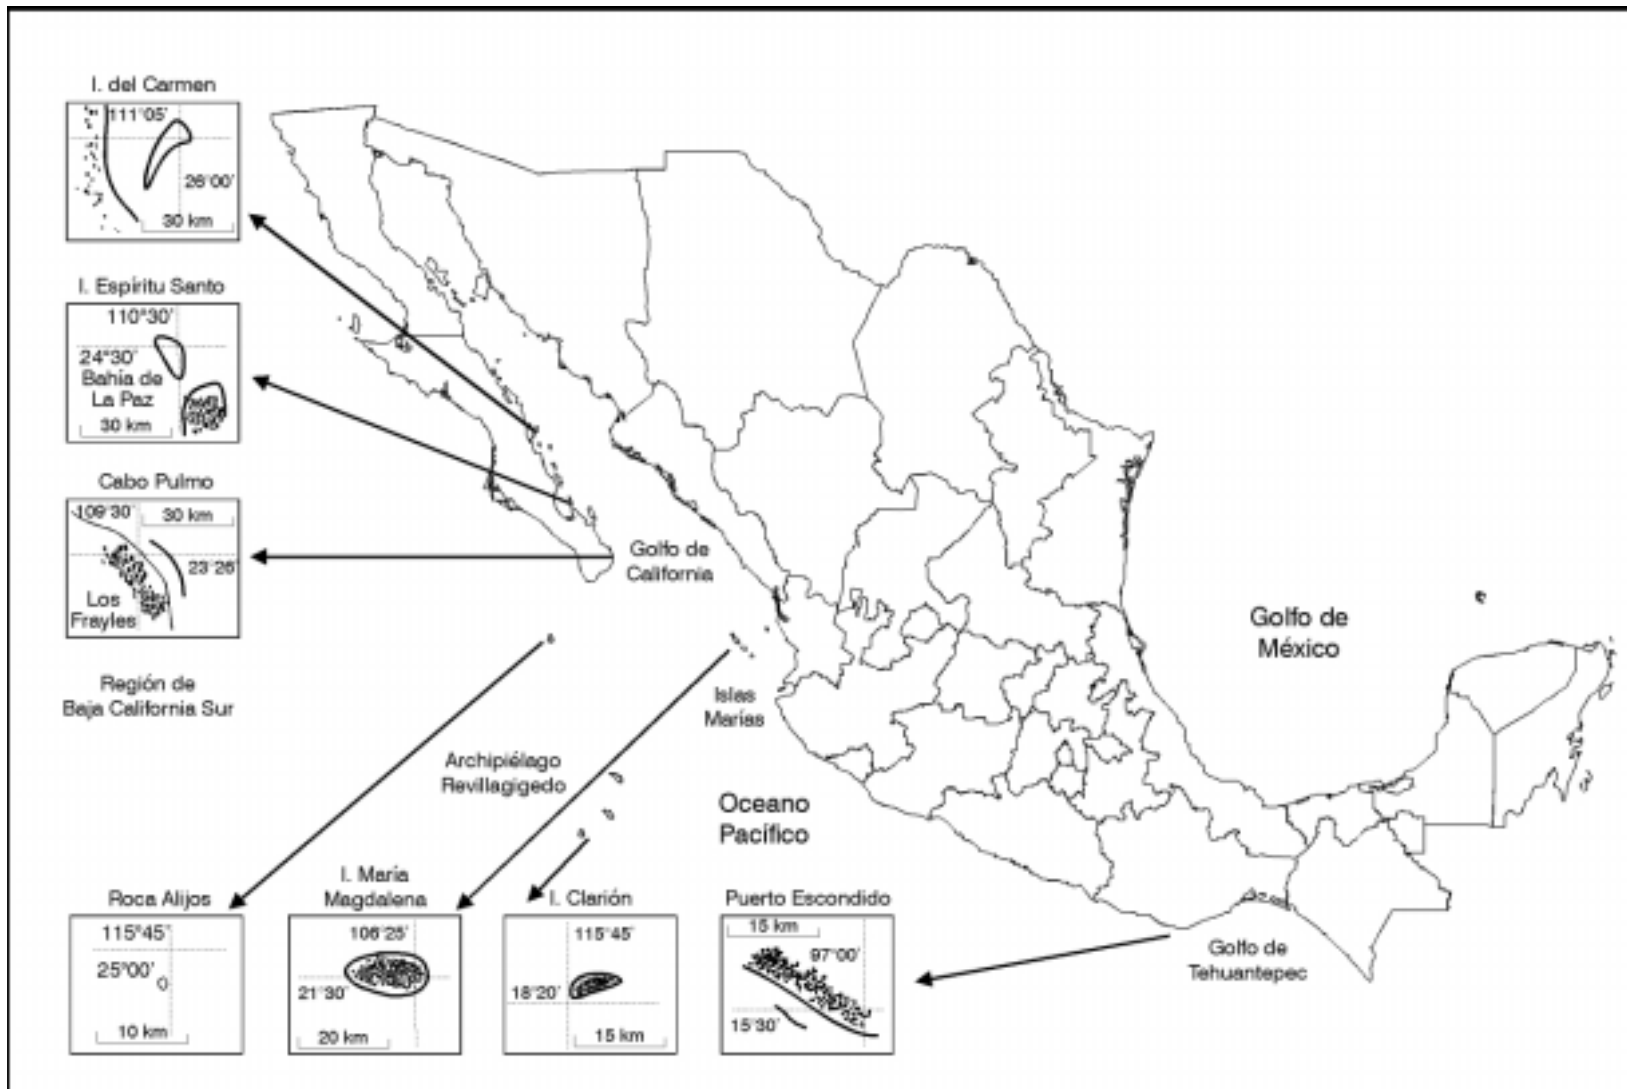 I. del Carmen
111°05'
26°00'
30 km
I. Espíritu Santo
110°30'
24°30'
Bahía de
La Paz
30 km
Cabo Pulmo
109°30'
30 km
23°26'
Los
Frayles
Región de
Baja California Sur
Golfo de
California
Islas
Marías
Archipiélago
Revillagigedo
Oceano
Pacífico
Golfo de
México
Golfo de
Tehuantepec
Roca Alijos
115°45'
25°00'
10 km
I. María
Magdalena
106°25'
21°30'
20 km
I. Clarión
115°45'
18°20'
15 km
Puerto Escondido
15 km
97°00'
15°30'